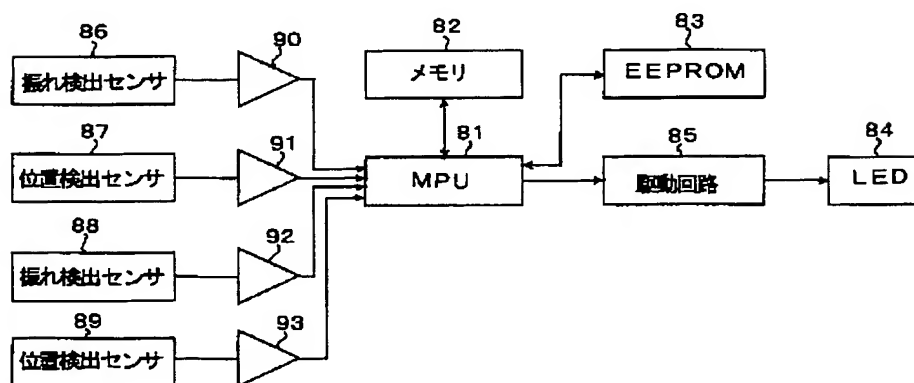 86
振れ検出センサ
90
82
メモリ
83
EEPROM
87
位置検出センサ
91
81
MPU
85
駆動回路
84
LED
88
振れ検出センサ
92
89
位置検出センサ
93